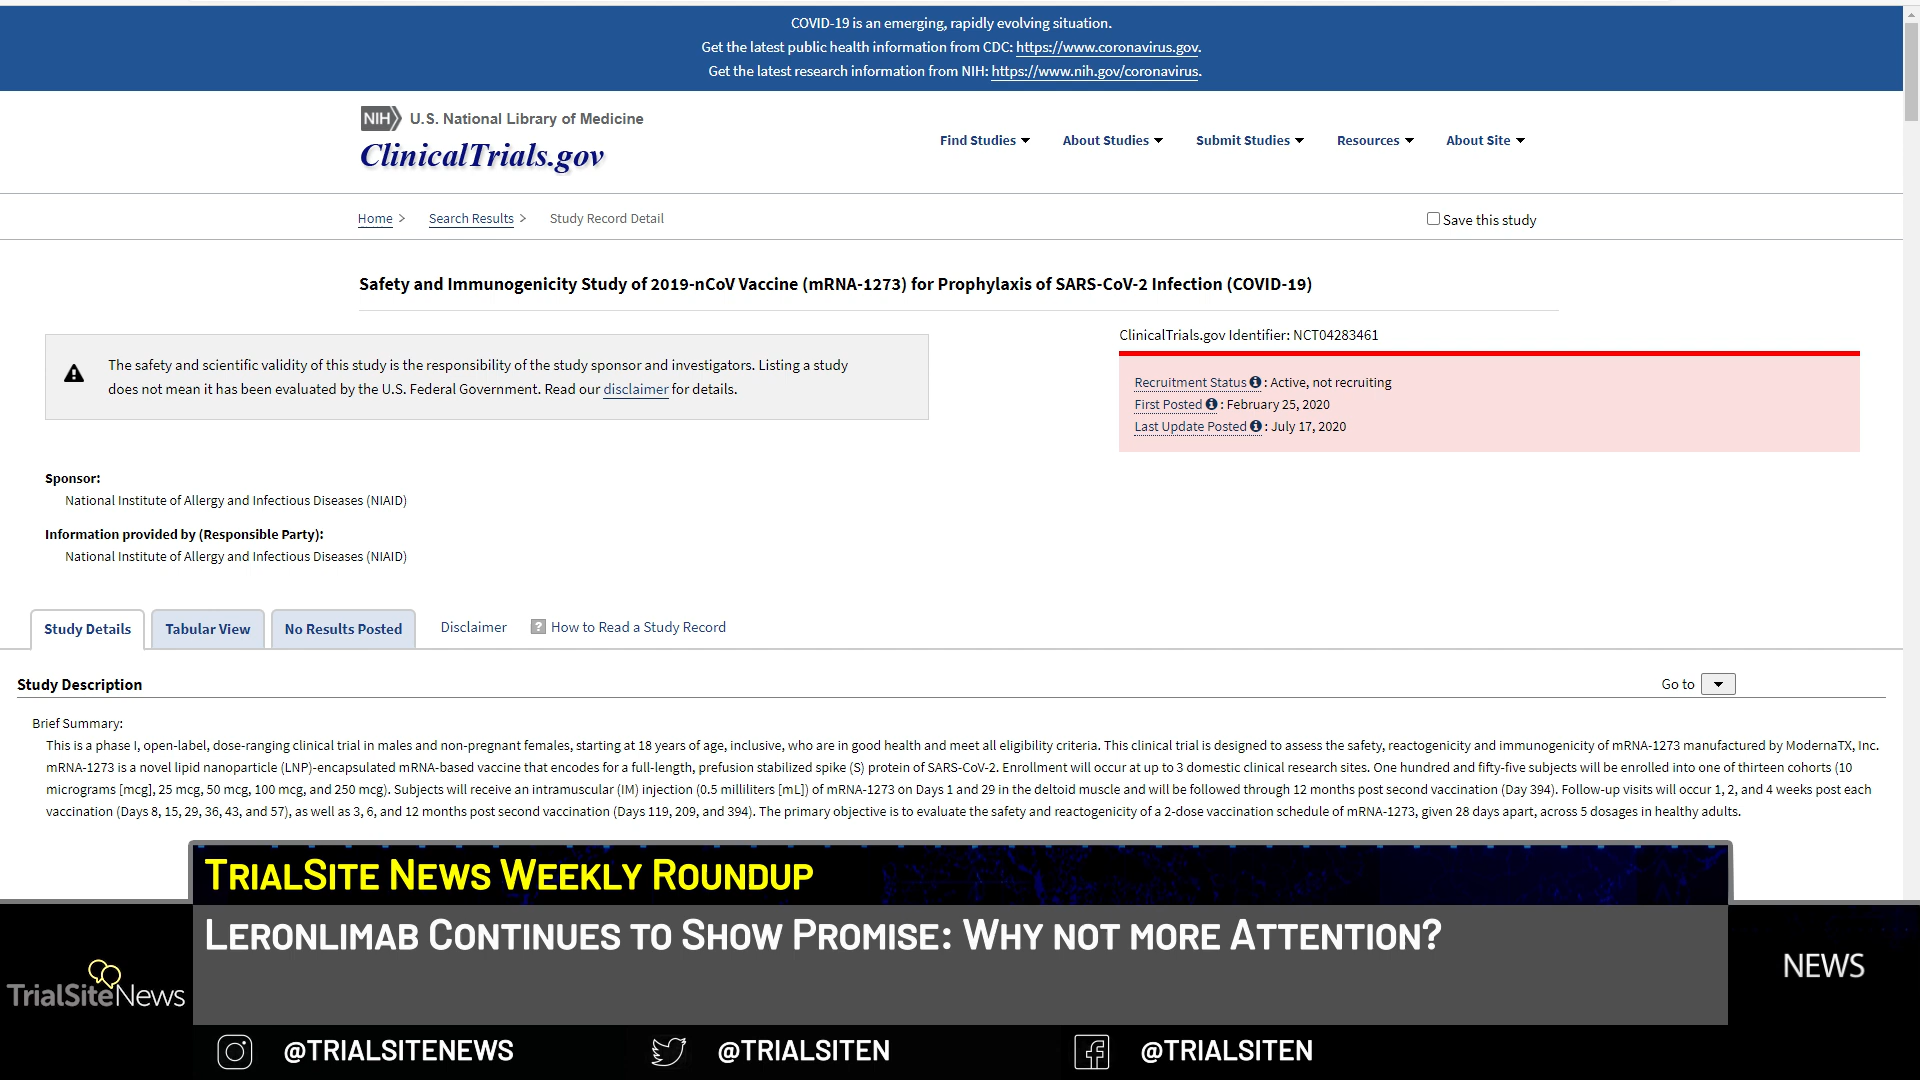 COVID-19 is an emerging, rapidly evolving situation.
Get the latest public health information from CDC: https://www.coronavirus.gov.
Get the latest research information from NIH: https://www.nih.gov/coronavirus.
NIH U.S. National Library of Medicine
ClinicalTrials.gov
Find Studies About Studies Submit Studies Resources About Site
Home > Search Results > Study Record Detail
Save this study
Safety and Immunogenicity Study of 2019-nCoV Vaccine (mRNA-1273) for Prophylaxis of SARS-CoV-2 Infection (COVID-19)
The safety and scientific validity of this study is the responsibility of the study sponsor and investigators. Listing a study
does not mean it has been evaluated by the U.S. Federal Government. Read our disclaimer for details.
ClinicalTrials.gov Identifier: NCT04283461
Recruitment Status : Active, not recruiting
First Posted : February 25, 2020
Last Update Posted : July 17, 2020
Sponsor:
National Institute of Allergy and Infectious Diseases (NIAID)
Information provided by (Responsible Party):
National Institute of Allergy and Infectious Diseases (NIAID)
Study Details Tabular View No Results Posted Disclaimer ? How to Read a Study Record
Study Description
Go to
Brief Summary:
This is a phase I, open-label, dose-ranging clinical trial in males and non-pregnant females, starting at 18 years of age, inclusive, who are in good health and meet all eligibility criteria. This clinical trial is designed to assess the safety, reactogenicity and immunogenicity of mRNA-1273 manufactured by ModernaTX, Inc.
mRNA-1273 is a novel lipid nanoparticle (LNP)-encapsulated mRNA-based vaccine that encodes for a full-length, prefusion stabilized spike (S) protein of SARS-CoV-2. Enrollment will occur at up to 3 domestic clinical research sites. One hundred and fifty-five subjects will be enrolled into one of thirteen cohorts (10
micrograms [mcg], 25 mcg, 50 mcg, 100 mcg, and 250 mcg). Subjects will receive an intramuscular (IM) injection (0.5 milliliters [mL]) of mRNA-1273 on Days 1 and 29 in the deltoid muscle and will be followed through 12 months post second vaccination (Day 394). Follow-up visits will occur 1, 2, and 4 weeks post each
vaccination (Days 8, 15, 29, 36, 43, and 57), as well as 3, 6, and 12 months post second vaccination (Days 119, 209, and 394). The primary objective is to evaluate the safety and reactogenicity of a 2-dose vaccination schedule of mRNA-1273, given 28 days apart, across 5 dosages in healthy adults.
TrialSite News Weekly Roundup
Leronlimab Continues to Show Promise: Why not more Attention?
TrialSiteNews
NEWS
@TRIALSITENEWS @TRIALSITEN @TRIALSITEN